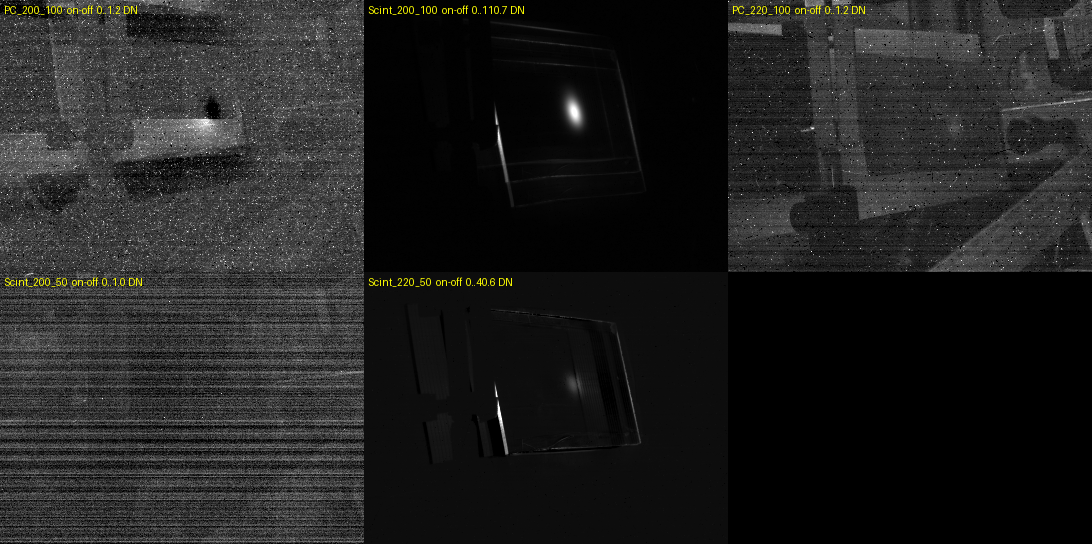 PC_200_100 on-off 0..1.2 DN
Scint_200_100 on-off 0..110.7 DN
PC_220_100 on-off 0..1.2 DN
Scint_200_50 on-off 0..1.0 DN
Scint_220_50 on-off 0..40.6 DN